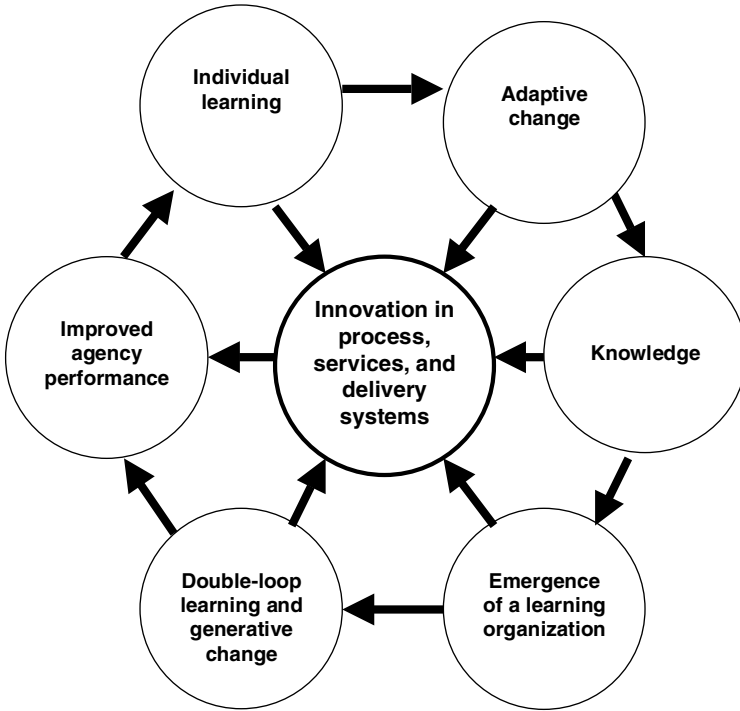 Individual
learning
Adaptive
change
Innovation in
process,
services, and
delivery
systems
Improved
agency
performance
Knowledge
Double-loop
learning and
generative
change
Emergence
of a learning
organization